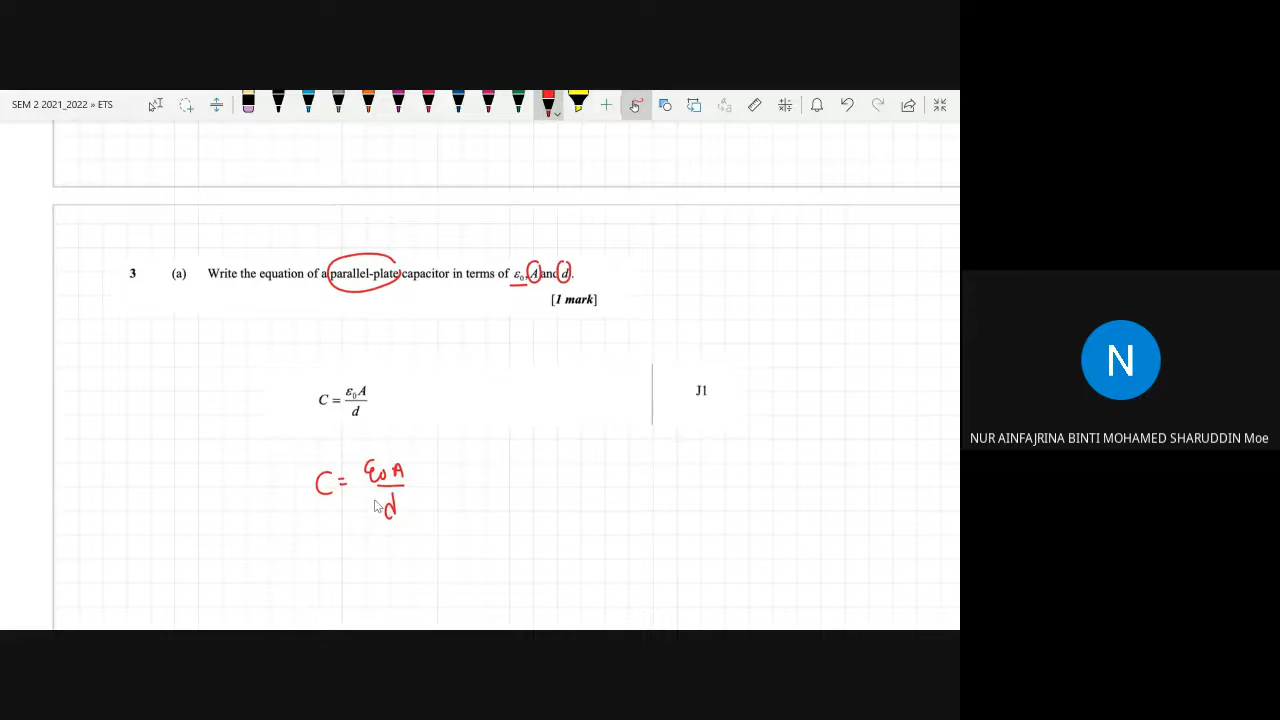 SEM 2 2021_2022 » ETS
3 (a) Write the equation of a parallel-plate capacitor in terms of ε₀, A and d.
[1 mark]
C = ε₀A / d
J1
C = ε₀A / d
N
NUR AINFAJRINA BINTI MOHAMED SHARUDDIN Moe